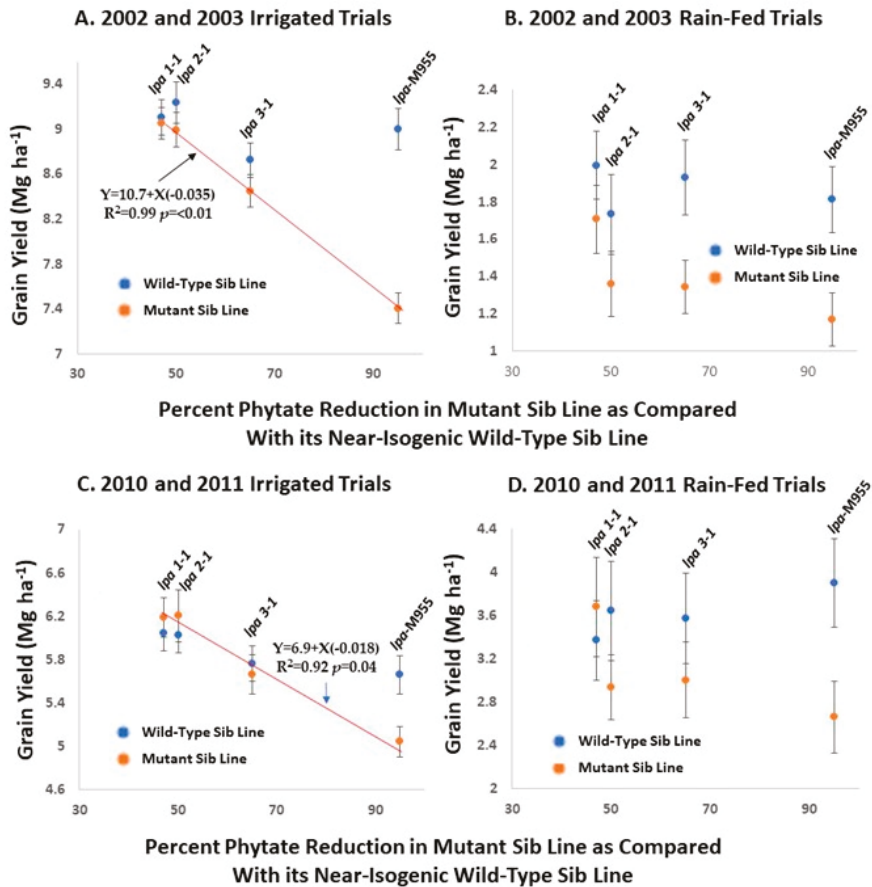 A. 2002 and 2003 Irrigated Trials
9.4
9
8.6
8.2
7.8
7.4
7
Grain Yield (Mg ha⁻¹)
lpa 1-1
lpa 2-1
lpa 3-1
lpa-M955
Y=10.7+X(-0.035)
R²=0.99 p=<0.01
Wild-Type Sib Line
Mutant Sib Line
30
50
70
90
B. 2002 and 2003 Rain-Fed Trials
2.4
2.2
2
1.8
1.6
1.4
1.2
1
Grain Yield (Mg ha⁻¹)
lpa 1-1
lpa 2-1
lpa 3-1
lpa-M955
Wild-Type Sib Line
Mutant Sib Line
30
50
70
90
Percent Phytate Reduction in Mutant Sib Line as Compared
With its Near-Isogenic Wild-Type Sib Line
C. 2010 and 2011 Irrigated Trials
7
6.6
6.2
5.8
5.4
5
4.6
Grain Yield (Mg ha⁻¹)
lpa 1-1
lpa 2-1
lpa 3-1
lpa-M955
Y=6.9+X(-0.018)
R²=0.92 p=0.04
Wild-Type Sib Line
Mutant Sib Line
30
50
70
90
D. 2010 and 2011 Rain-Fed Trials
4.4
4
3.6
3.2
2.8
2.4
2
Grain Yield (Mg ha⁻¹)
lpa 1-1
lpa 2-1
lpa 3-1
lpa-M955
Wild-Type Sib Line
Mutant Sib Line
30
50
70
90
Percent Phytate Reduction in Mutant Sib Line as Compared
With its Near-Isogenic Wild-Type Sib Line